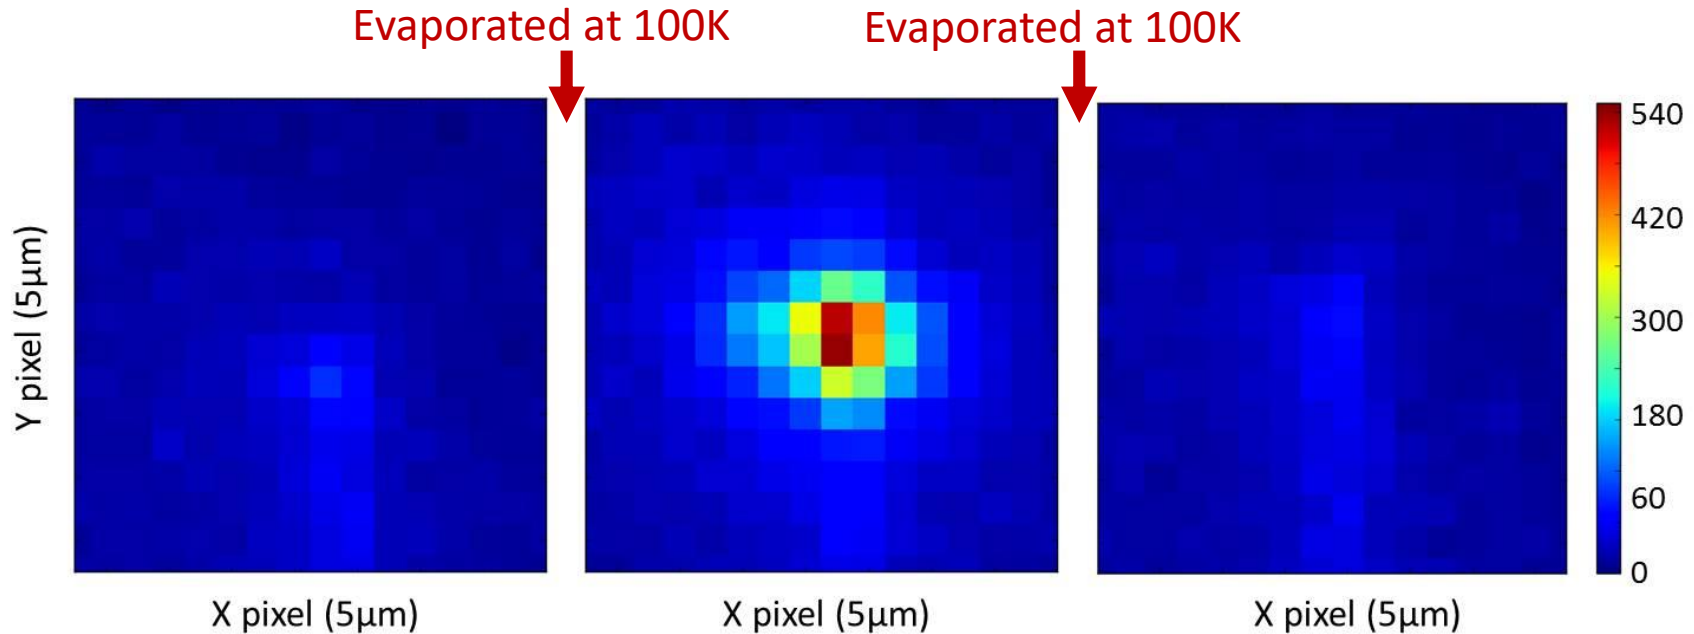 Evaporated at 100K
Evaporated at 100K
Y pixel (5μm)
X pixel (5μm)
X pixel (5μm)
X pixel (5μm)
540
420
300
180
60
0